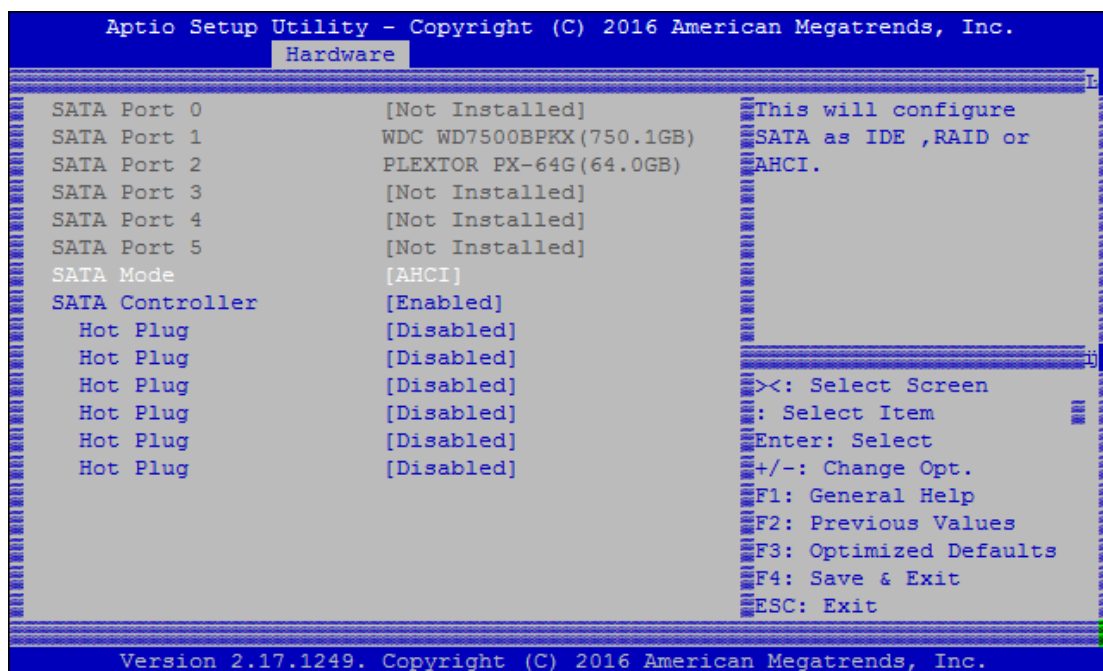 Aptio Setup Utility – Copyright (C) 2016 American Megatrends, Inc.
Hardware
SATA Port 0 [Not Installed]
SATA Port 1 WDC WD7500BPKX(750.1GB)
SATA Port 2 PLEXTOR PX-64G(64.0GB)
SATA Port 3 [Not Installed]
SATA Port 4 [Not Installed]
SATA Port 5 [Not Installed]
SATA Mode [AHCI]
SATA Controller [Enabled]
Hot Plug [Disabled]
Hot Plug [Disabled]
Hot Plug [Disabled]
Hot Plug [Disabled]
Hot Plug [Disabled]
Hot Plug [Disabled]
This will configure
SATA as IDE ,RAID or
AHCI.
><: Select Screen
: Select Item
Enter: Select
+/-: Change Opt.
F1: General Help
F2: Previous Values
F3: Optimized Defaults
F4: Save & Exit
ESC: Exit
Version 2.17.1249. Copyright (C) 2016 American Megatrends, Inc.